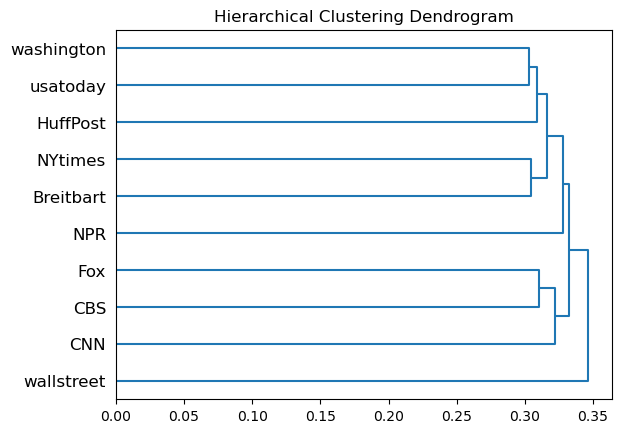 Hierarchical Clustering Dendrogram
washington
usatoday
HuffPost
NYtimes
Breitbart
NPR
Fox
CBS
CNN
wallstreet
0.00 0.05 0.10 0.15 0.20 0.25 0.30 0.35